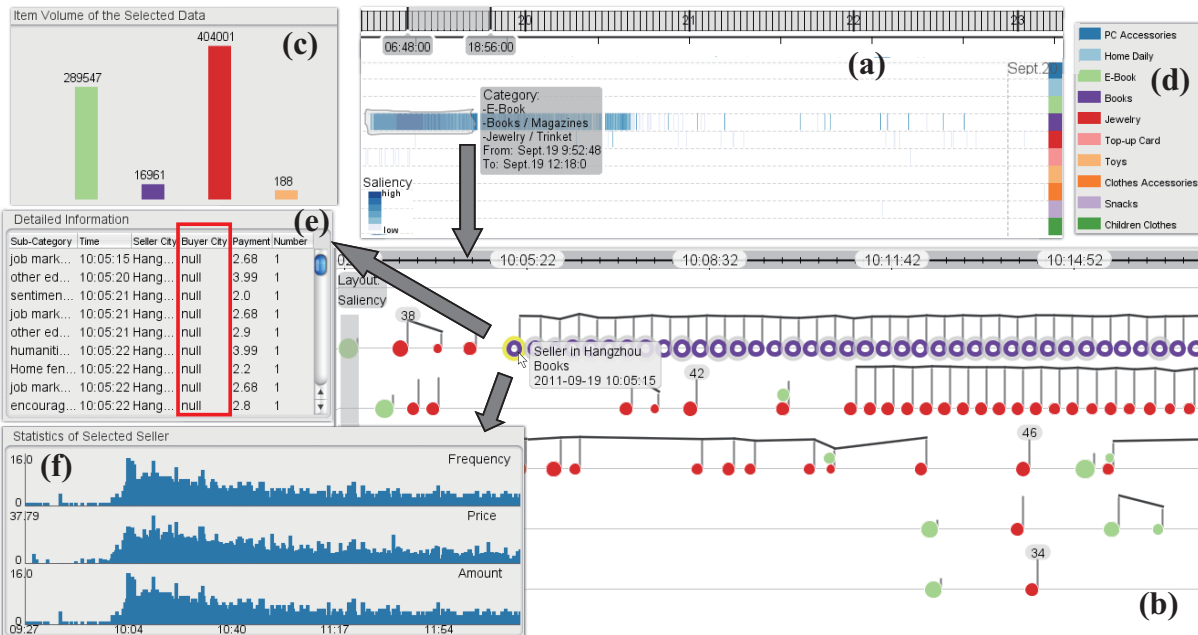 Item Volume of the Selected Data
(c)
404001
289547
16961
188
20
21
22
23
06:48:00
18:56:00
(a)
Sept.20
Category:
-E-Book
-Books / Magazines
-Jewelry / Trinket
From: Sept.19 9:52:48
To: Sept.19 12:18:0
Saliency
high
low
PC Accessories
Home Daily
E-Book
Books
Jewelry
Top-up Card
Toys
Clothes Accessories
Snacks
Children Clothes
(d)
Detailed Information
(e)
Sub-Category Time Seller City Buyer City Payment Number
job mark... 10:05:15 Hang... null 2.68 1
other ed... 10:05:20 Hang... null 3.99 1
sentimen... 10:05:21 Hang... null 2.0 1
job mark... 10:05:21 Hang... null 2.68 1
other ed... 10:05:21 Hang... null 2.9 1
humaniti... 10:05:22 Hang... null 3.99 1
Home fen... 10:05:22 Hang... null 2.2 1
job mark... 10:05:22 Hang... null 2.68 1
encourag... 10:05:22 Hang... null 2.8 1
10:05:22
10:08:32
10:11:42
10:14:52
Layout:
Saliency
38
Seller in Hangzhou
Books
2011-09-19 10:05:15
42
46
34
(b)
Statistics of Selected Seller
(f)
16.0
Frequency
0
37.79
Price
0
16.0
Amount
0
09:27
10:04
10:40
11:17
11:54